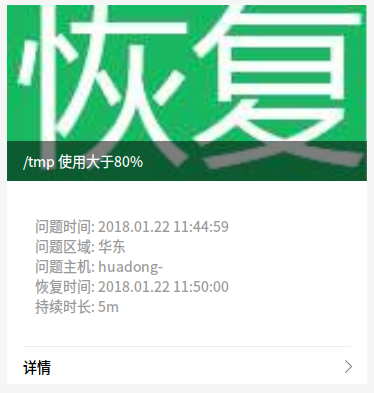 恢复
/tmp 使用大于80%
问题时间: 2018.01.22 11:44:59
问题区域: 华东
问题主机: huadong-
恢复时间: 2018.01.22 11:50:00
持续时长: 5m
详情